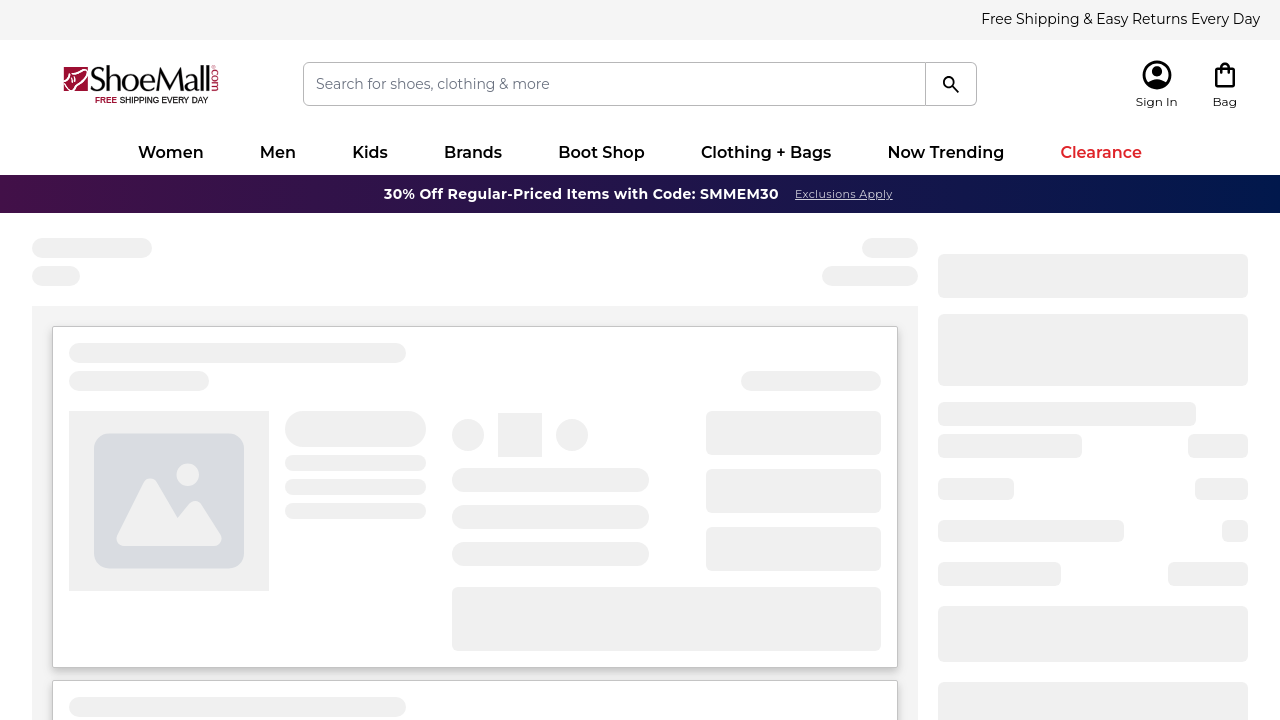 Free Shipping & Easy Returns Every Day
ShoeMall.com
FREE SHIPPING EVERY DAY
Search for shoes, clothing & more
Sign In
Bag
Women
Men
Kids
Brands
Boot Shop
Clothing + Bags
Now Trending
Clearance
30% Off Regular-Priced Items with Code: SMMEM30
Exclusions Apply